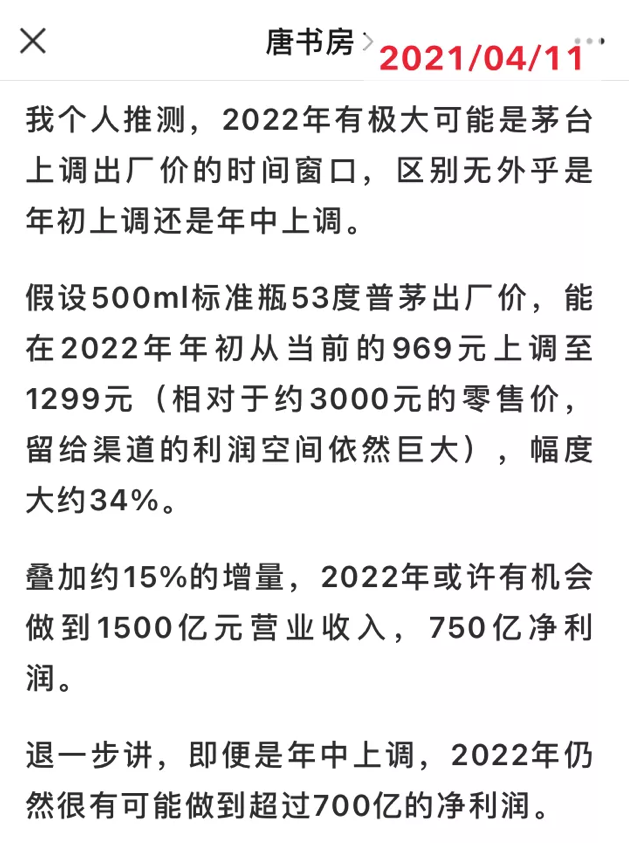 唐书房
2021/04/11
我个人推测，2022年有极大可能是茅台
上调出厂价的时间窗口，区别无外乎是
年初上调还是年中上调。
假设500ml标准瓶53度普茅出厂价，能
在2022年年初从当前的969元上调至
1299元（相对于约3000元的零售价，
留给渠道的利润空间依然巨大），幅度
大约34%。
叠加约15%的增量，2022年或许有机会
做到1500亿元营业收入，750亿净利
润。
退一步讲，即便是年中上调，2022年仍
然很有可能做到超过700亿的净利润。